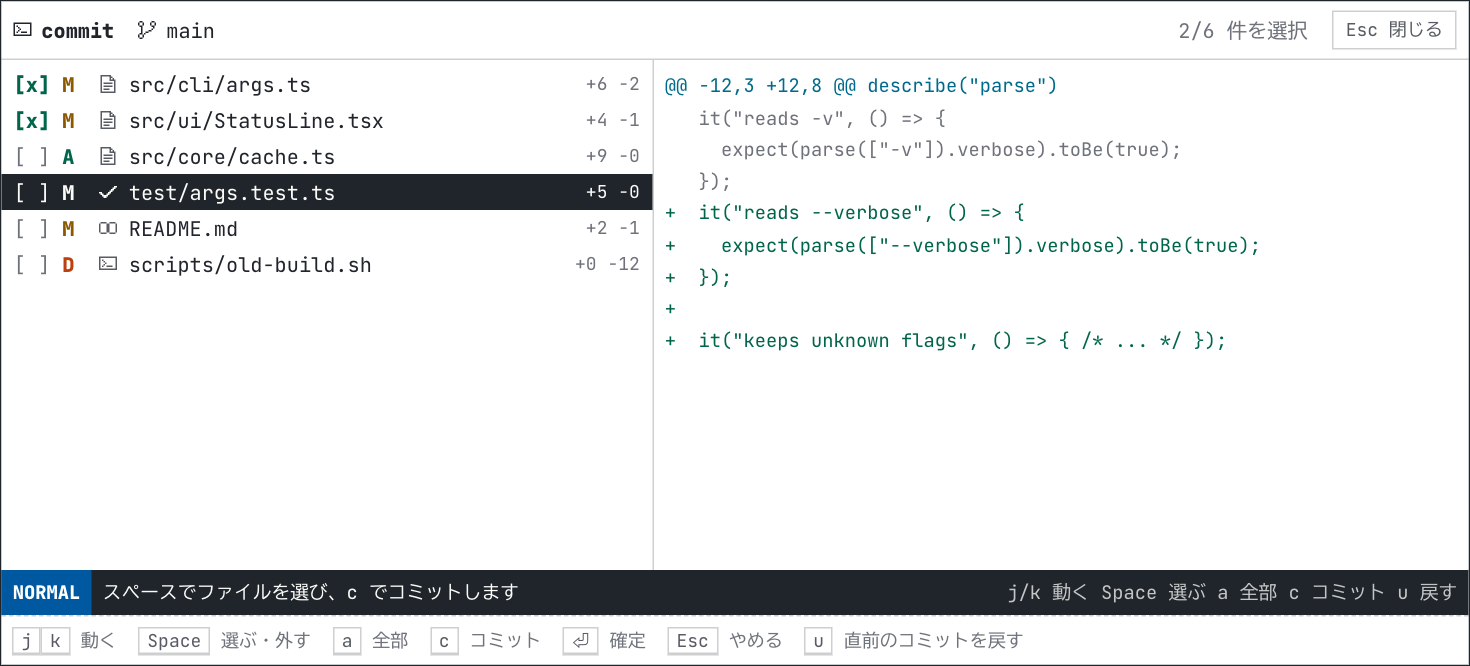 commit main 2/6 件を選択 Esc 閉じる
[x] M src/cli/args.ts +6 -2
[x] M src/ui/StatusLine.tsx +4 -1
[ ] A src/core/cache.ts +9 -0
[ ] M test/args.test.ts +5 -0
[ ] M README.md +2 -1
[ ] D scripts/old-build.sh +0 -12
@@ -12,3 +12,8 @@ describe("parse")
it("reads -v", () => {
expect(parse(["-v"]).verbose).toBe(true);
});
+ it("reads --verbose", () => {
+ expect(parse(["--verbose"]).verbose).toBe(true);
+ });
+
+ it("keeps unknown flags", () => { /* ... */ });
NORMAL スペースでファイルを選び、c でコミットします j/k 動く Space 選ぶ a 全部 c コミット u 戻す
j k 動く Space 選ぶ・外す a 全部 c コミット ⏎ 確定 Esc やめる u 直前のコミットを戻す